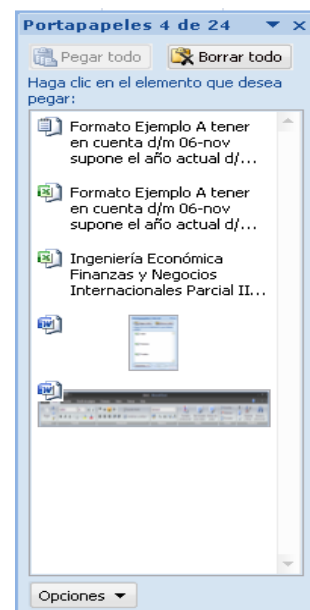 Portapapeles 4 de 24
Pegar todo Borrar todo
Haga clic en el elemento que desea
pegar:
Formato Ejemplo A tener
en cuenta d/m 06-nov
supone el año actual d/...
Formato Ejemplo A tener
en cuenta d/m 06-nov
supone el año actual d/...
Ingeniería Económica
Finanzas y Negocios
Internacionales Parcial II...
Opciones